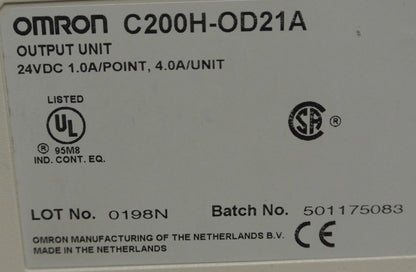 OMRON C200H-OD21A
OUTPUT UNIT
24VDC 1.0A/POINT, 4.0A/UNIT
LISTED
UL ®
SA ®
® 95M8
IND. CONT. EQ.
LOT No. 0198N Batch No. 501175083
OMRON MANUFACTURING OF THE NETHERLANDS B.V.
MADE IN THE NETHERLANDS
CE